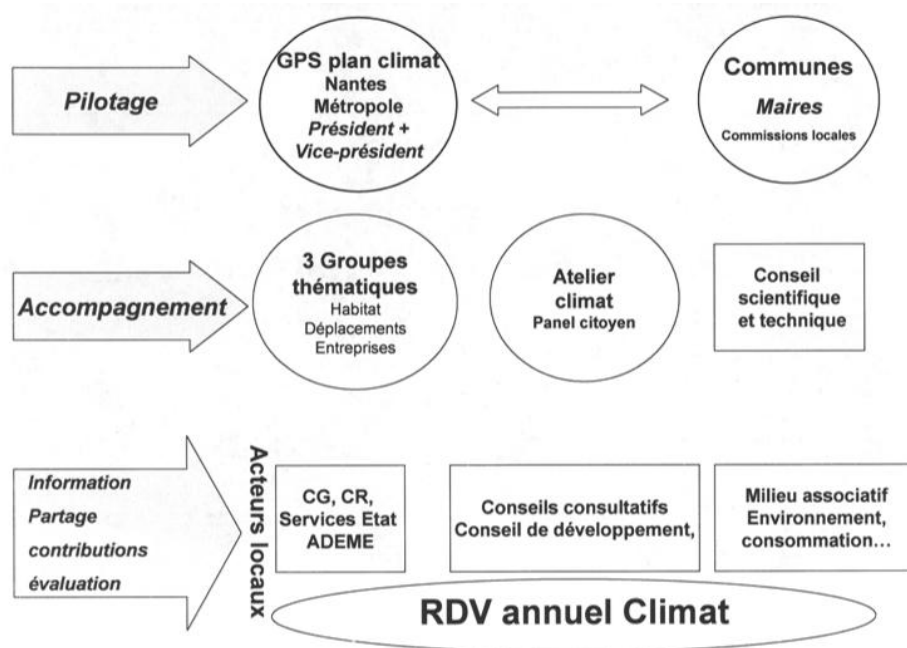 Pilotage
GPS plan climat
Nantes
Métropole
Président +
Vice-président
Communes
Maires
Commissions locales
Accompagnement
3 Groupes
thématiques
Habitat
Déplacements
Entreprises
Atelier
climat
Panel citoyen
Conseil
scientifique
et technique
Information
Partage
contributions
évaluation
Acteurs locaux
CG, CR,
Services Etat
ADEME
Conseils consultatifs
Conseil de développement,
Milieu associatif
Environnement,
consommation...
RDV annuel Climat